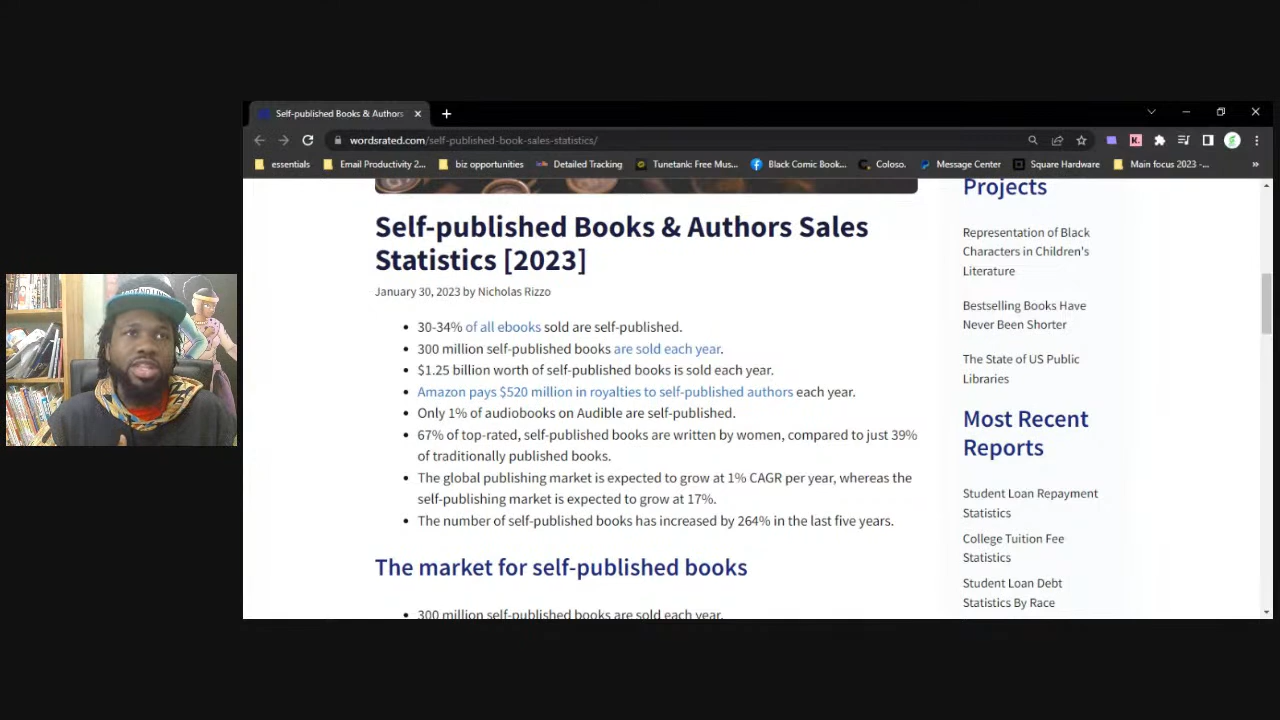 Self-published Books & Authors
wordsrated.com/self-published-book-sales-statistics/
essentials Email Productivity 2... biz opportunities Detailed Tracking Tunetanic Free Mus... Black Comic Book... Coloso. Message Center Square Hardware Main focus 2023 -...
Self-published Books & Authors Sales
Statistics [2023]
January 30, 2023 by Nicholas Rizzo
30-34% of all ebooks sold are self-published.
300 million self-published books are sold each year.
$1.25 billion worth of self-published books is sold each year.
Amazon pays $520 million in royalties to self-published authors each year.
Only 1% of audiobooks on Audible are self-published.
67% of top-rated, self-published books are written by women, compared to just 39%
of traditionally published books.
The global publishing market is expected to grow at 1% CAGR per year, whereas the
self-publishing market is expected to grow at 17%.
The number of self-published books has increased by 264% in the last five years.
The market for self-published books
300 million self-published books are sold each year.
Projects
Representation of Black
Characters in Children's
Literature
Bestselling Books Have
Never Been Shorter
The State of US Public
Libraries
Most Recent
Reports
Student Loan Repayment
Statistics
College Tuition Fee
Statistics
Student Loan Debt
Statistics By Race